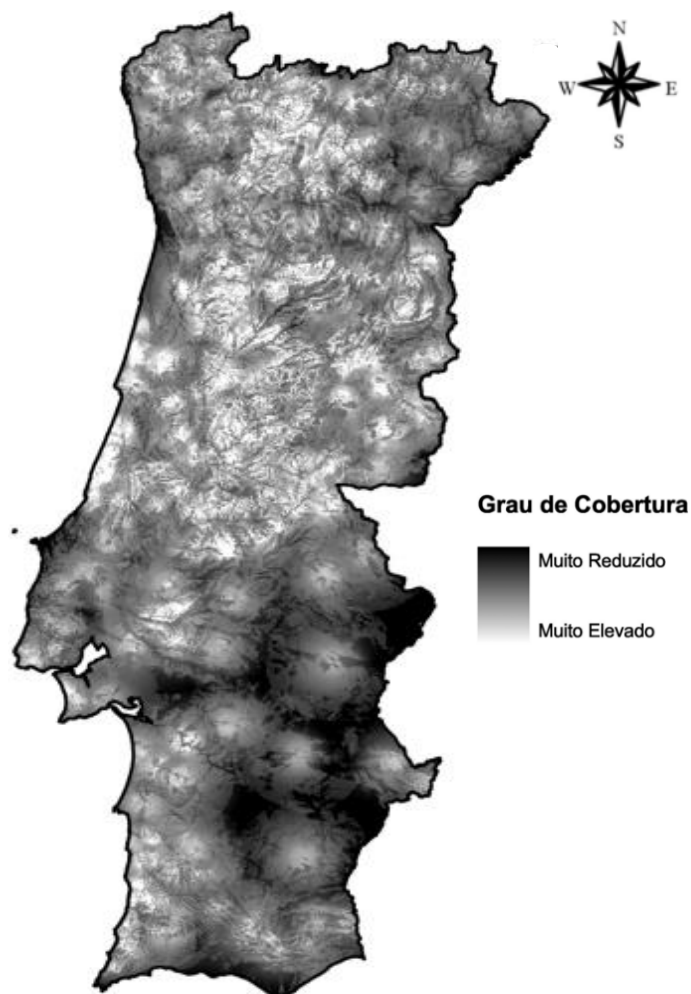 N
W E
S
Grau de Cobertura
Muito Reduzido
Muito Elevado